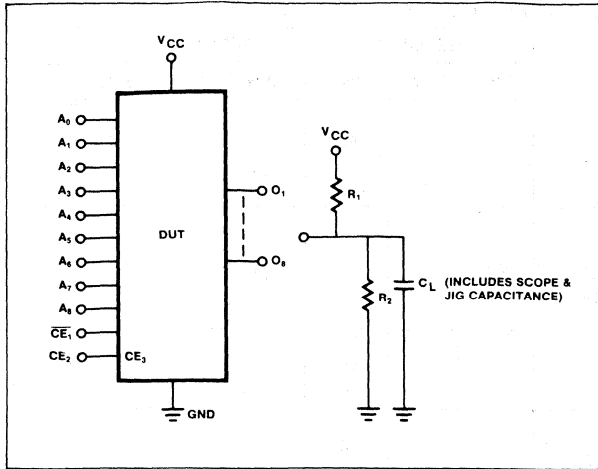 VCC
A0
A1
A2
A3
A4
A5
A6
A7
A8
CE1
CE2
CE3
DUT
O1
O8
GND
VCC
R1
R2
CL (INCLUDES SCOPE &
JIG CAPACITANCE)